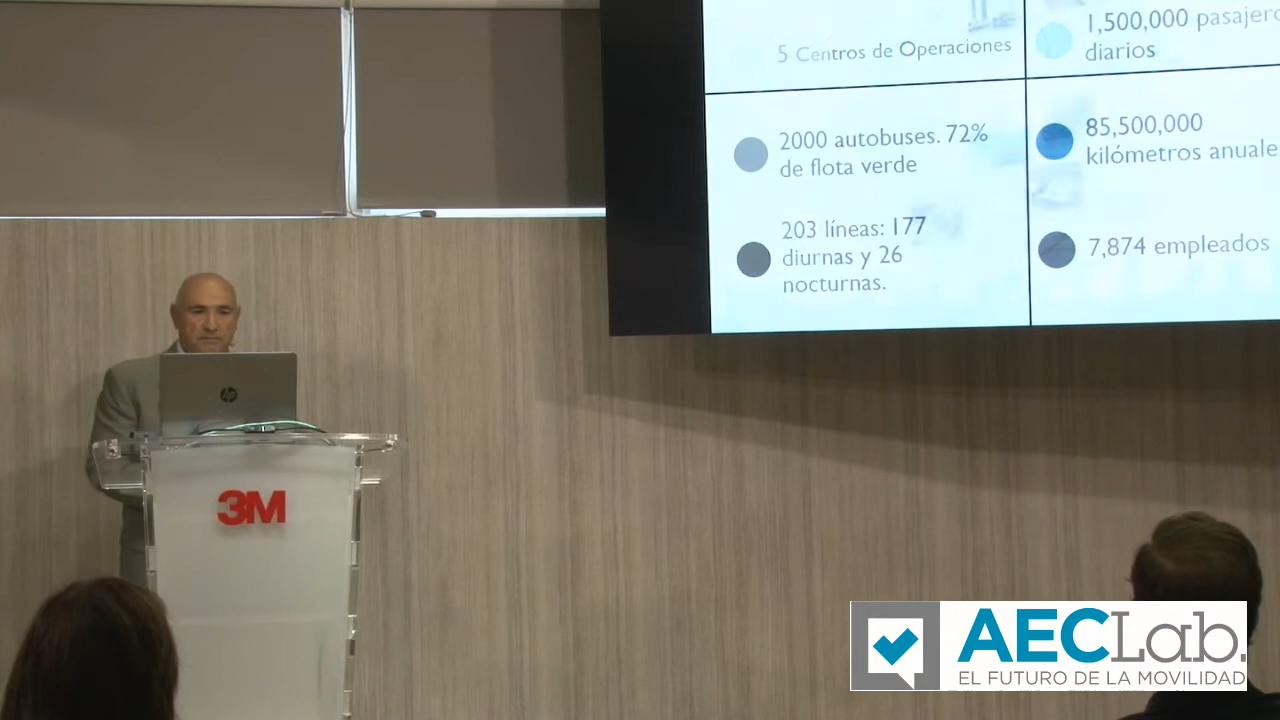 5 Centros de Operaciones
1,500,000 pasajero
diarios
2000 autobuses. 72%
de flota verde
203 líneas: 177
diurnas y 26
nocturnas.
85,500,000
kilómetros anuale
7,874 empleados
hp
3M
AECLab.
EL FUTURO DE LA MOVILIDAD